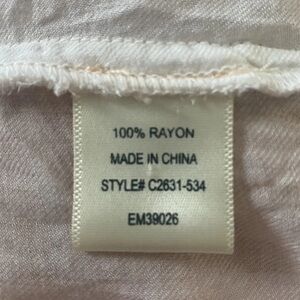 100% RAYON
MADE IN CHINA
STYLE# C2631-534
EM39026